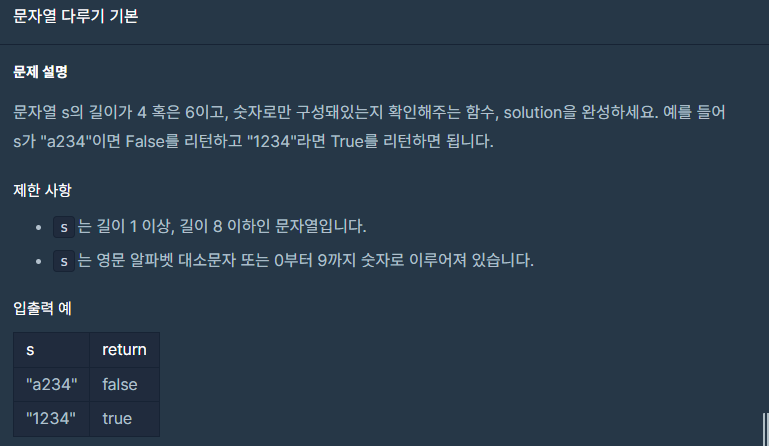 문자열 다루기 기본
문제 설명
문자열 s의 길이가 4 혹은 6이고, 숫자로만 구성돼있는지 확인해주는 함수, solution을 완성하세요. 예를 들어
s가 "a234"이면 False를 리턴하고 "1234"라면 True를 리턴하면 됩니다.
제한 사항
• s 는 길이 1 이상, 길이 8 이하인 문자열입니다.
• s 는 영문 알파벳 대소문자 또는 0부터 9까지 숫자로 이루어져 있습니다.
입출력 예
s return
"a234" false
"1234" true